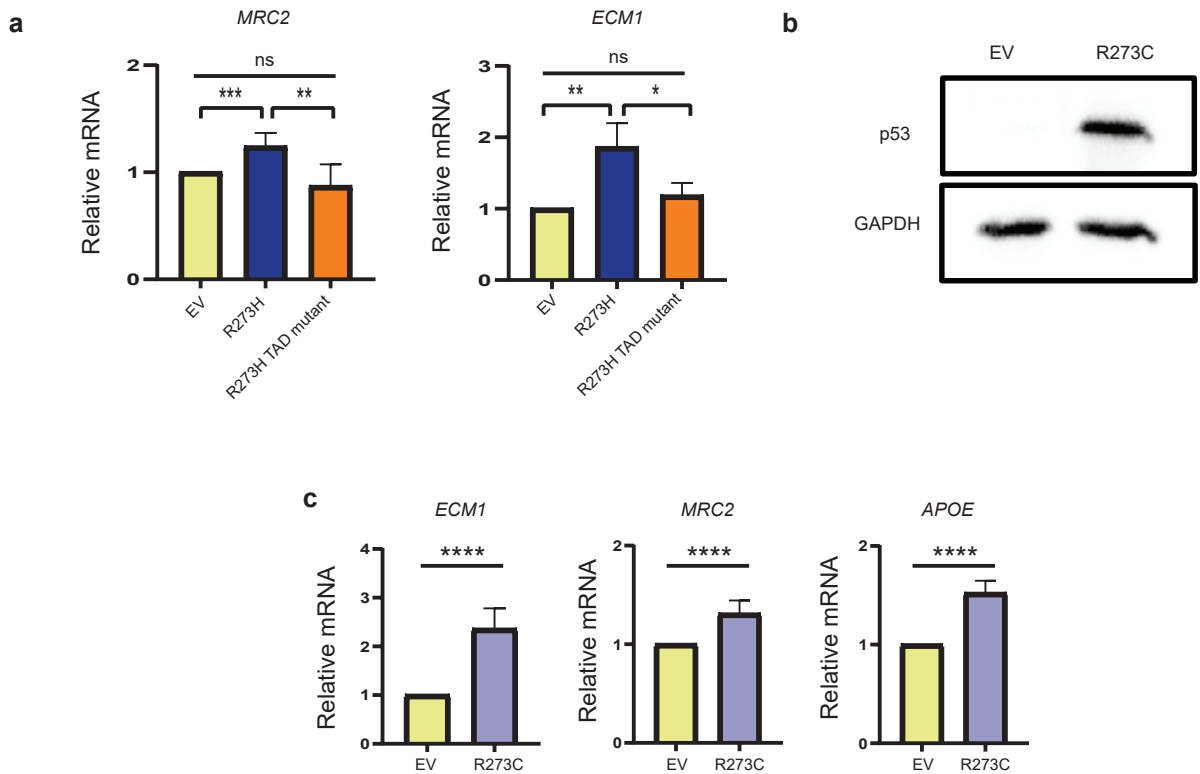 a
MRC2
Relative mRNA
2
1
0
ns
***
**
EV
R273H
R273H TAD mutant
ECM1
Relative mRNA
3
2
1
0
ns
**
*
EV
R273H
R273H TAD mutant
b
EV R273C
p53
GAPDH
c
ECM1
Relative mRNA
4
3
2
1
0
****
EV R273C
MRC2
Relative mRNA
2
1
0
****
EV R273C
APOE
Relative mRNA
2
1
0
****
EV R273C